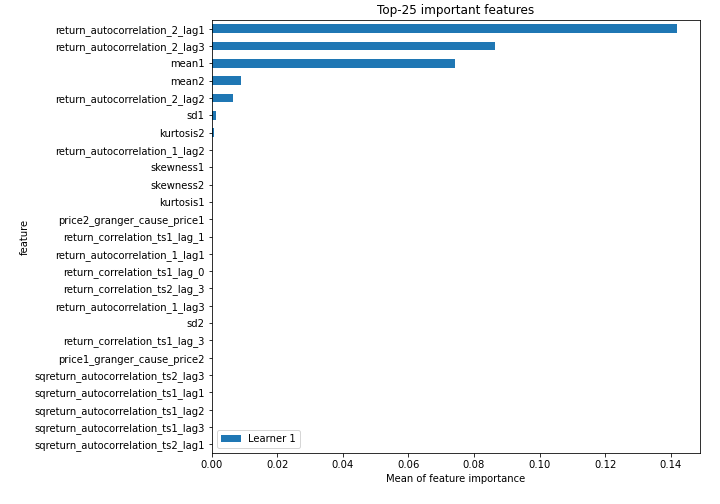 Top-25 important features
return_autocorrelation_2_lag1
return_autocorrelation_2_lag3
mean1
mean2
return_autocorrelation_2_lag2
sd1
kurtosis2
return_autocorrelation_1_lag2
skewness1
skewness2
kurtosis1
price2_granger_cause_price1
return_correlation_ts1_lag_1
return_autocorrelation_1_lag1
return_correlation_ts1_lag_0
return_correlation_ts2_lag_3
return_autocorrelation_1_lag3
sd2
return_correlation_ts1_lag_3
price1_granger_cause_price2
sqreturn_autocorrelation_ts2_lag3
sqreturn_autocorrelation_ts1_lag1
sqreturn_autocorrelation_ts1_lag2
sqreturn_autocorrelation_ts1_lag3
sqreturn_autocorrelation_ts2_lag1
feature
Learner 1
0.00 0.02 0.04 0.06 0.08 0.10 0.12 0.14
Mean of feature importance